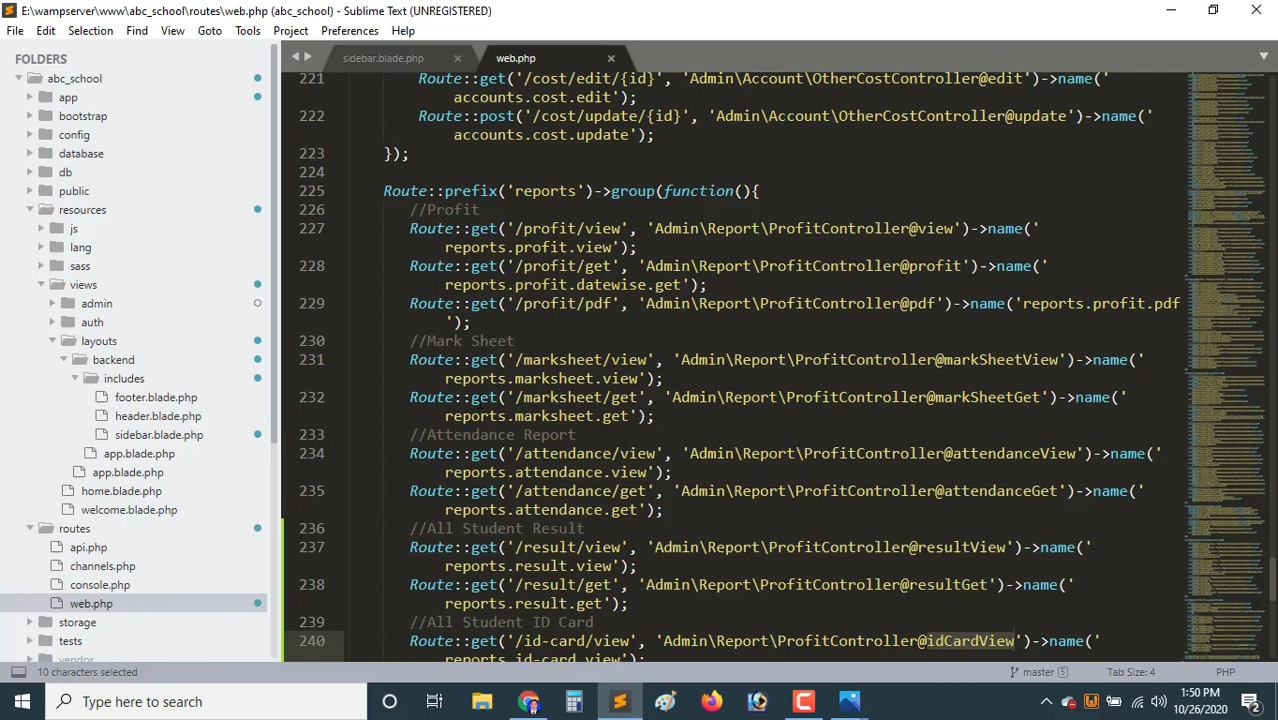 E:\wampserver\www\abc_school\routes\web.php (abc_school) - Sublime Text (UNREGISTERED)
File Edit Selection Find View Goto Tools Project Preferences Help
FOLDERS
abc_school
app
bootstrap
config
database
db
public
resources
js
lang
sass
views
admin
auth
layouts
backend
includes
footer.blade.php
header.blade.php
sidebar.blade.php
app.blade.php
app.blade.php
home.blade.php
welcome.blade.php
routes
api.php
channels.php
console.php
web.php
storage
tests
vendor
sidebar.blade.php web.php
221 Route::get('/cost/edit/{id}', 'Admin\Account\OtherCostController@edit')->name('
accounts.cost.edit');
222 Route::post('/cost/update/{id}', 'Admin\Account\OtherCostController@update')->name('
accounts.cost.update');
223 });
224
225 Route::prefix('reports')->group(function(){
226 //Profit
227 Route::get('/profit/view', 'Admin\Report\ProfitController@view')->name('
reports.profit.view');
228 Route::get('/profit/get', 'Admin\Report\ProfitController@profit')->name('
reports.profit.datewise.get');
229 Route::get('/profit/pdf', 'Admin\Report\ProfitController@pdf')->name('reports.profit.pdf
');
230 //Mark Sheet
231 Route::get('/marksheet/view', 'Admin\Report\ProfitController@markSheetView')->name('
reports.marksheet.view');
232 Route::get('/marksheet/get', 'Admin\Report\ProfitController@markSheetGet')->name('
reports.marksheet.get');
233 //Attendance Report
234 Route::get('/attendance/view', 'Admin\Report\ProfitController@attendanceView')->name('
reports.attendance.view');
235 Route::get('/attendance/get', 'Admin\Report\ProfitController@attendanceGet')->name('
reports.attendance.get');
236 //All Student Result
237 Route::get('/result/view', 'Admin\Report\ProfitController@resultView')->name('
reports.result.view');
238 Route::get('/result/get', 'Admin\Report\ProfitController@resultGet')->name('
reports.result.get');
239 //All Student ID Card
240 Route::get('/id-card/view', 'Admin\Report\ProfitController@idCardView')->name('
reports.id-card.view');
10 characters selected
master 5 Tab Size: 4 PHP
Type here to search
1:50 PM
10/26/2020
2